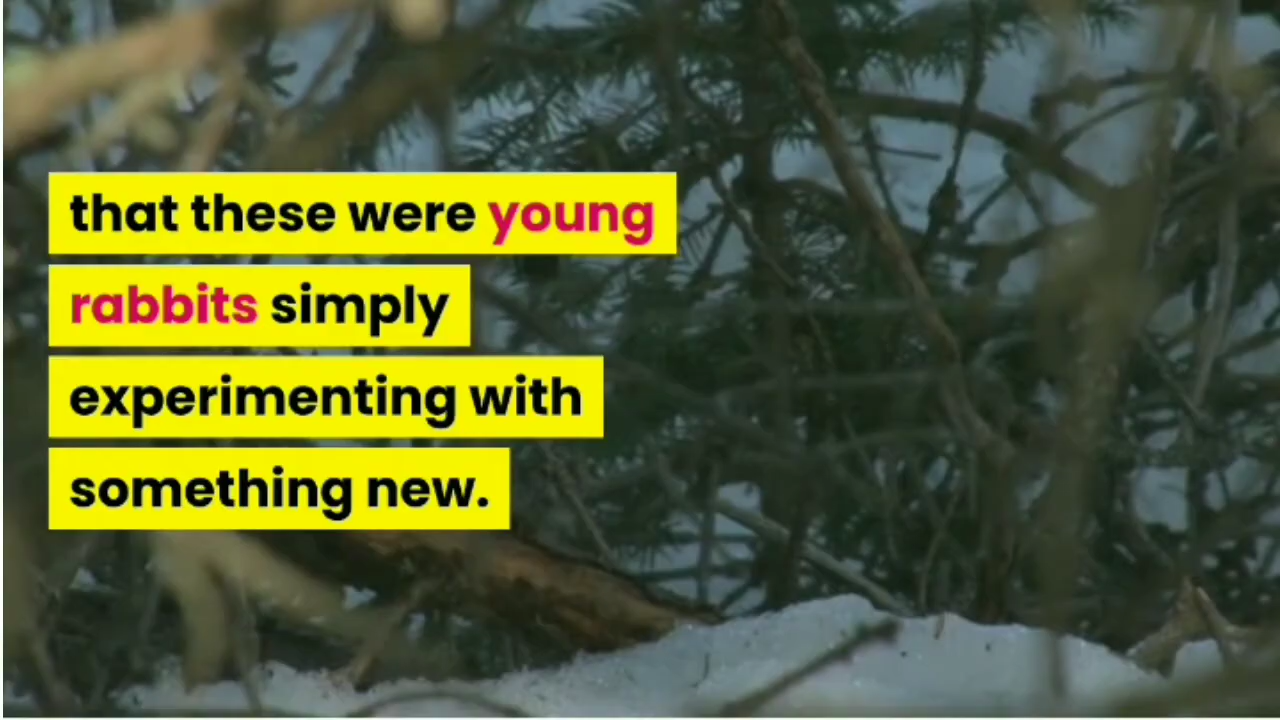 that these were young
rabbits simply
experimenting with
something new.